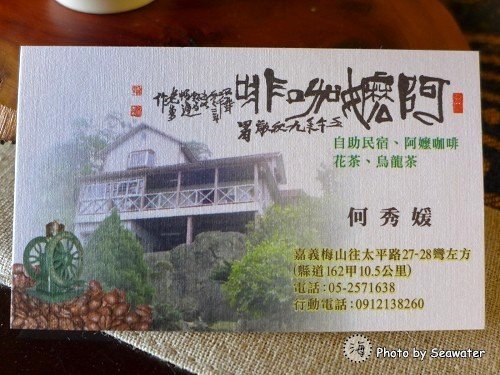 阿嬤咖啡
自助民宿、阿嬤咖啡
花茶、烏龍茶
何秀媛
嘉義梅山往太平路27-28彎左方
(縣道162甲10.5公里)
電話：05-2571638
行動電話：0912138260
海 Photo by Seawater